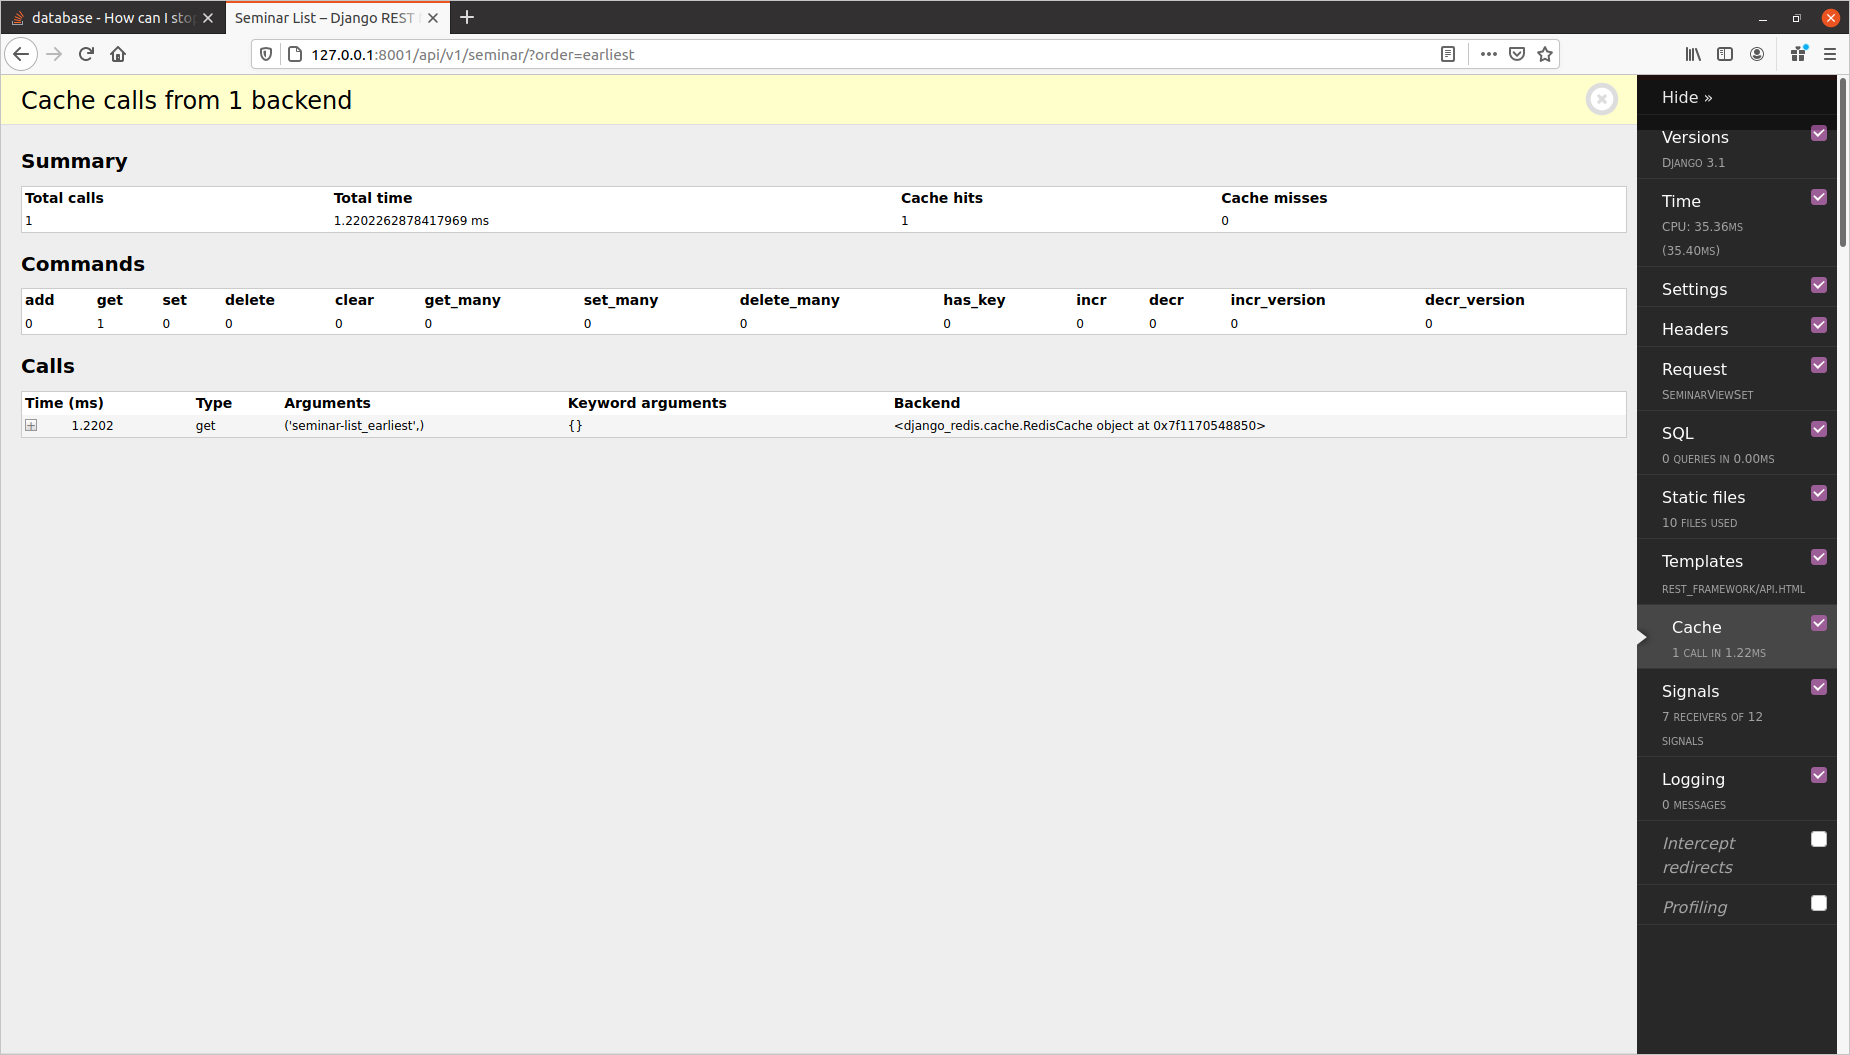 database - How can I sto
Seminar List – Django REST
127.0.0.1:8001/api/v1/seminar/?order=earliest
Cache calls from 1 backend
Summary
Total calls Total time Cache hits Cache misses
1 1.2202262878417969 ms 1 0
Commands
add get set delete clear get_many set_many delete_many has_key incr decr incr_version decr_version
0 1 0 0 0 0 0 0 0 0 0 0 0
Calls
Time (ms) Type Arguments Keyword arguments Backend
1.2202 get ('seminar-list_earliest',) {} <django_redis.cache.RedisCache object at 0x7f1170548850>
Hide »
Versions
Django 3.1
Time
CPU: 35.36ms
(35.40ms)
Settings
Headers
Request
SeminarViewSet
SQL
0 queries in 0.00ms
Static files
10 files used
Templates
rest_framework/api.html
Cache
1 call in 1.22ms
Signals
7 receivers of 12
signals
Logging
0 messages
Intercept
redirects
Profiling